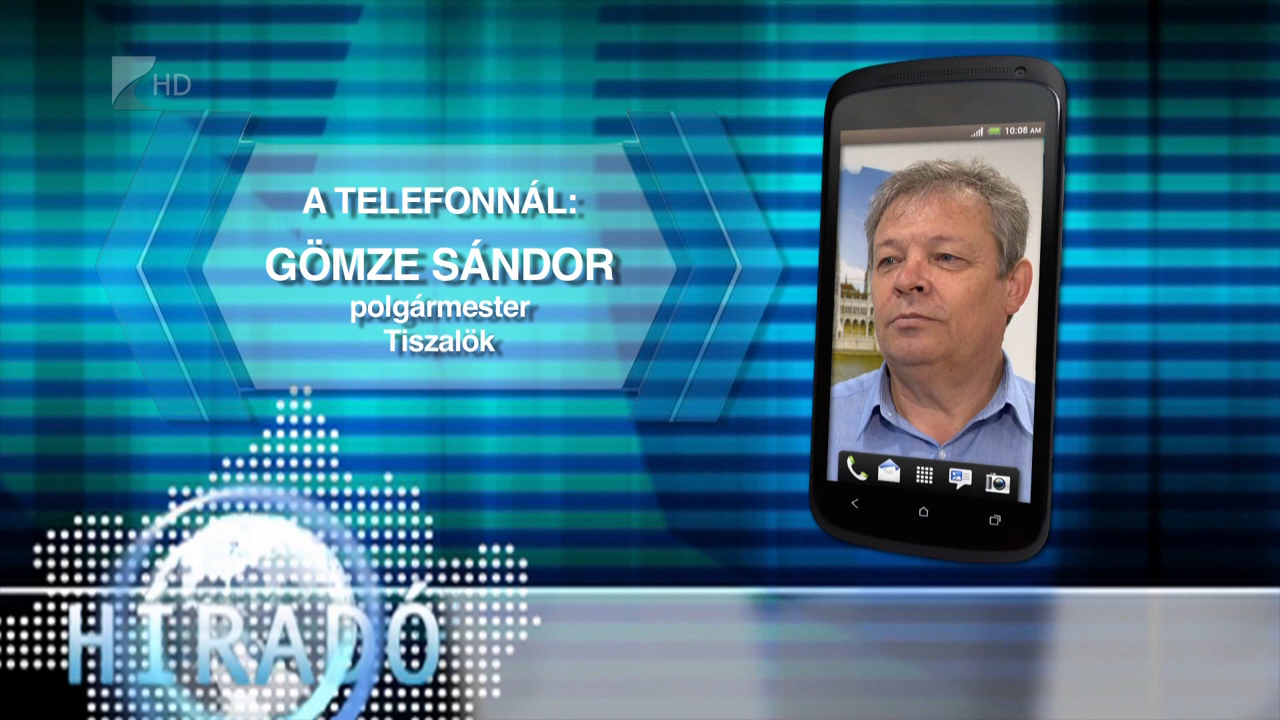 HD
A TELEFONNÁL:
GÖMZE SÁNDOR
polgármester
Tiszalök
10:08 AM
HÍRADÓ